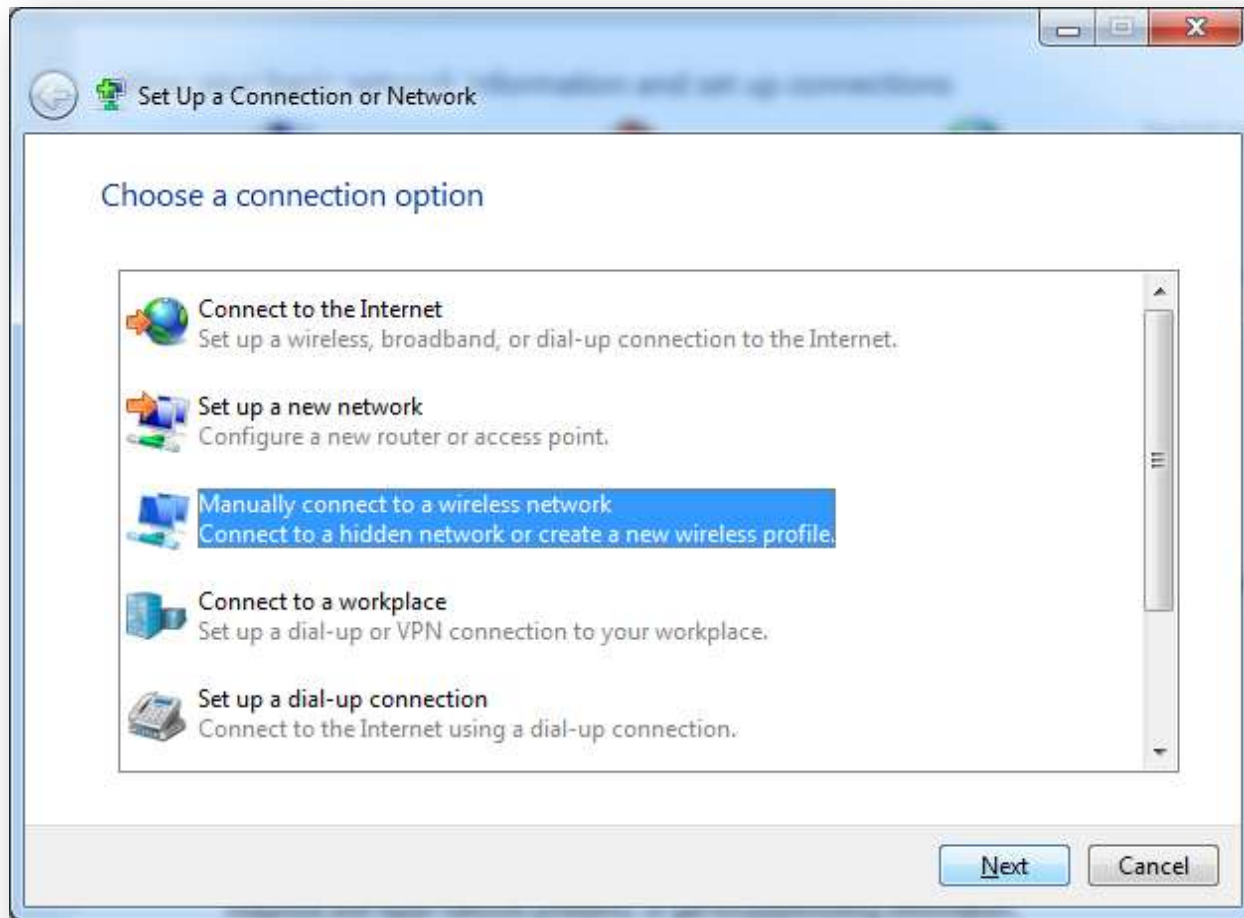 Set Up a Connection or Network
Choose a connection option
Connect to the Internet
Set up a wireless, broadband, or dial-up connection to the Internet.
Set up a new network
Configure a new router or access point.
Manually connect to a wireless network
Connect to a hidden network or create a new wireless profile.
Connect to a workplace
Set up a dial-up or VPN connection to your workplace.
Set up a dial-up connection
Connect to the Internet using a dial-up connection.
Next
Cancel